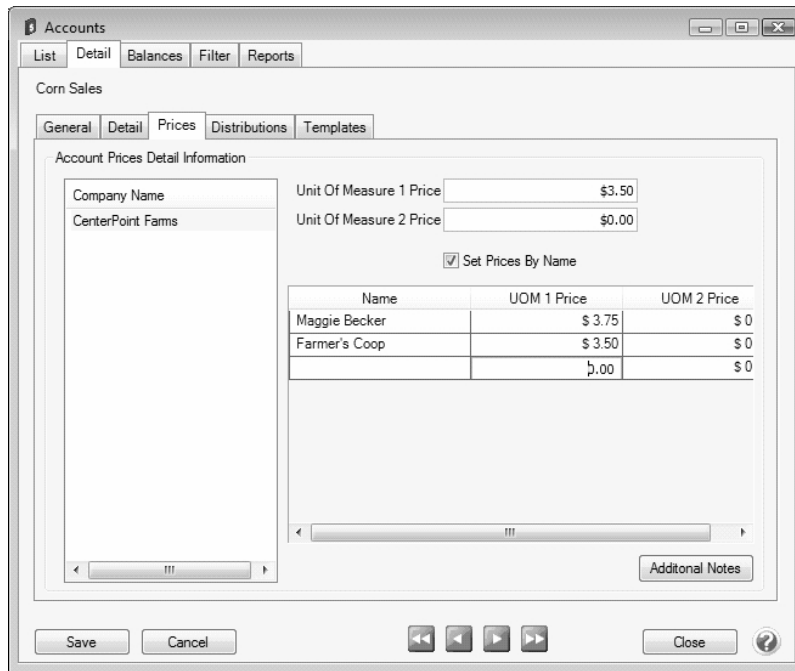 Accounts
List Detail Balances Filter Reports
Corn Sales
General Detail Prices Distributions Templates
Account Prices Detail Information
Company Name
CenterPoint Farms
Unit Of Measure 1 Price $3.50
Unit Of Measure 2 Price $0.00
Set Prices By Name
Name UOM 1 Price UOM 2 Price
Maggie Becker $ 3.75 $ 0
Farmer's Coop $ 3.50 $ 0
0.00 $ 0
Additonal Notes
Save Cancel Close ?